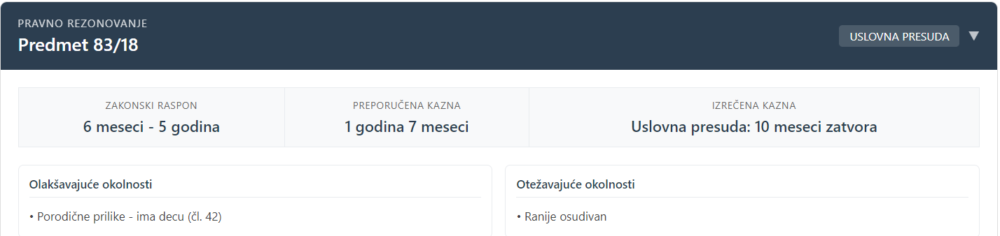 PRAVNO REZONOVANJE
Predmet 83/18
USLOVNA PRESUDA ▼
ZAKONSKI RASPON
6 meseci - 5 godina
PREPORUČENA KAZNA
1 godina 7 meseci
IZREČENA KAZNA
Uslovna presuda: 10 meseci zatvora
Olakšavajuće okolnosti
• Porodične prilike - ima decu (čl. 42)
Otežavajuće okolnosti
• Ranije osudivan